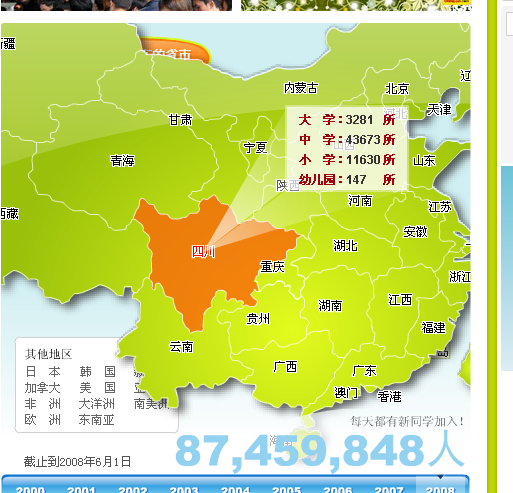 新疆
内蒙古
北京
天津
甘肃
大 学：3281 所
中 学：43673 所
小 学：11630 所
幼儿园：147 所
河北
山西
宁夏
青海
山东
陕西
西藏
河南
江苏
安徽
四川
湖北
重庆
浙江
湖南
江西
贵州
福建
云南
广西
广东
澳门
香港
其他地区
日 本 韩 国
加拿大 美 国
非 洲 大洋洲 南美洲
欧 洲 东南亚
每天都有新同学加入！
截止到2008年6月1日
87,459,848人
2000 2001 2002 2003 2004 2005 2006 2007 2008